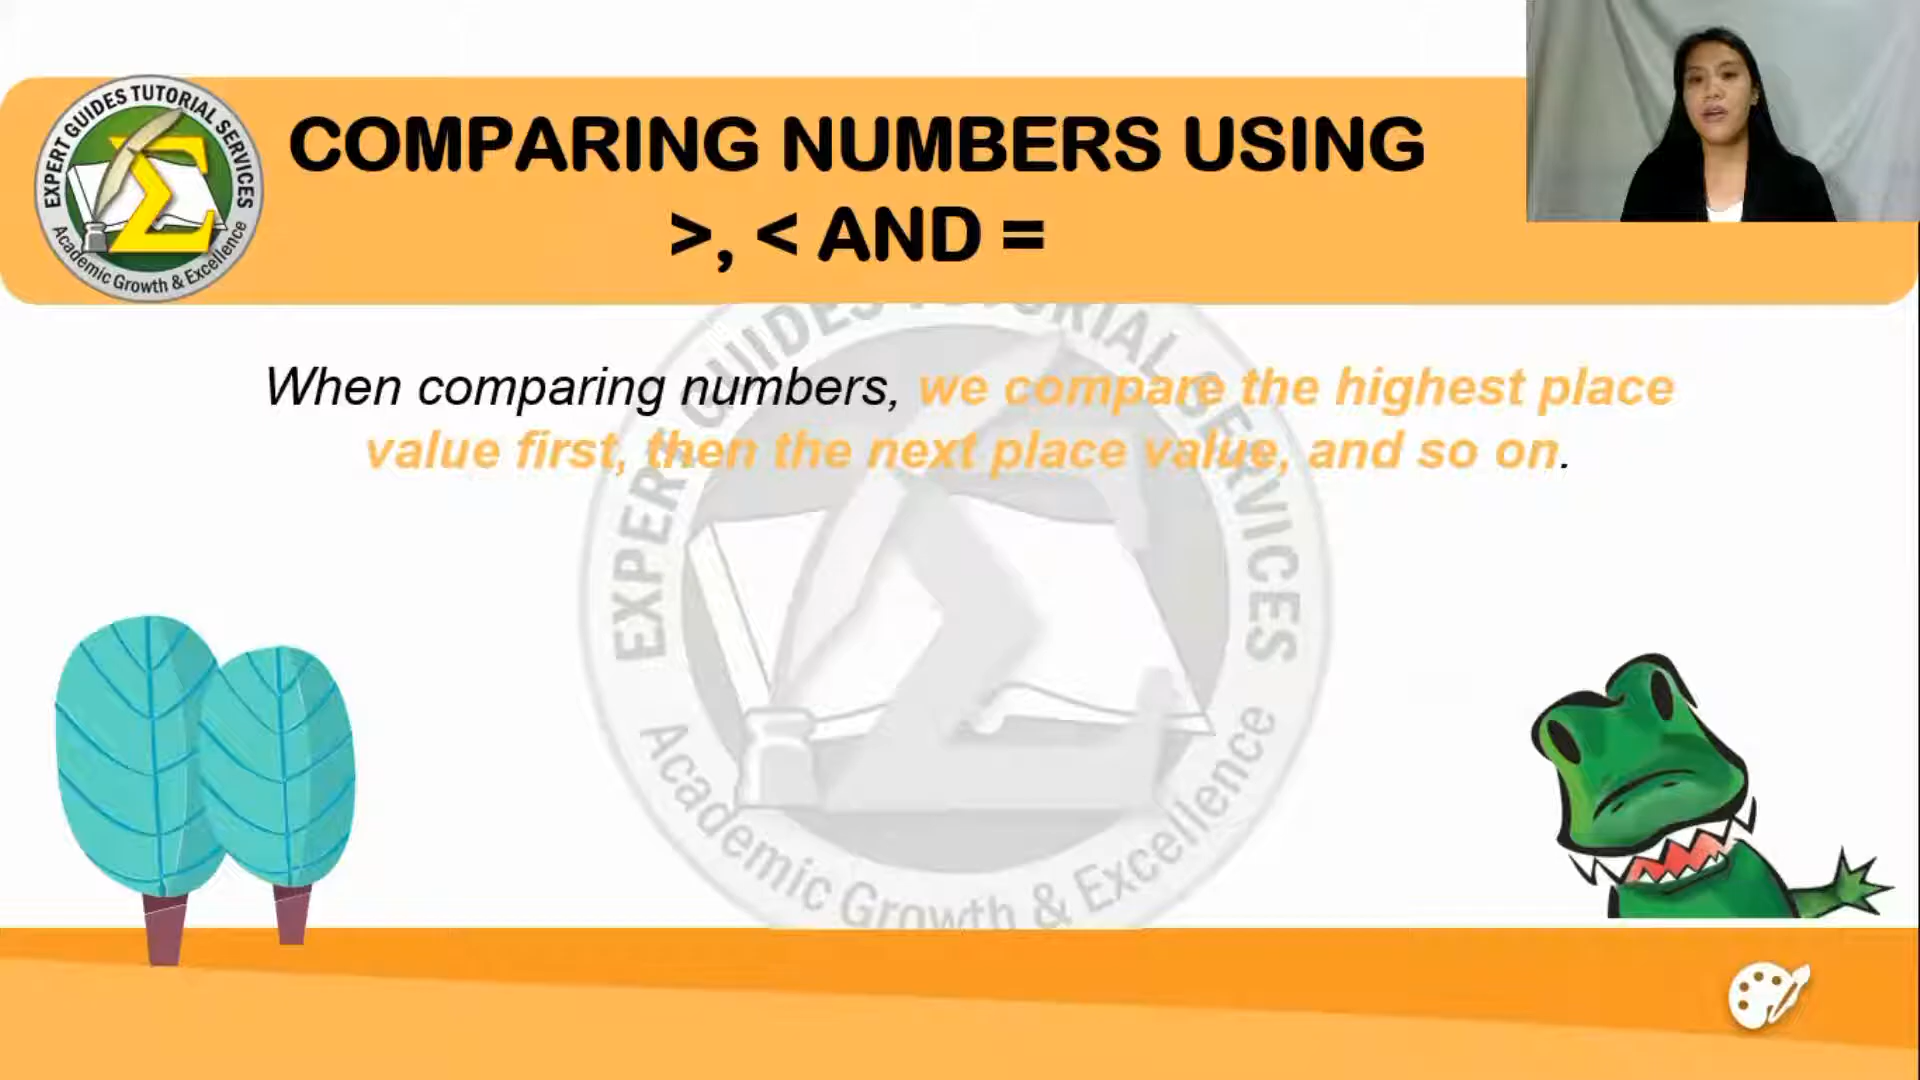 EXPERT GUIDES TUTORIAL SERVICES
Academic Growth & Excellence
COMPARING NUMBERS USING
>, < AND =
When comparing numbers, we compare the highest place
value first, then the next place value, and so on.
EXPERT GUIDES TUTORIAL SERVICES
Academic Growth & Excellence